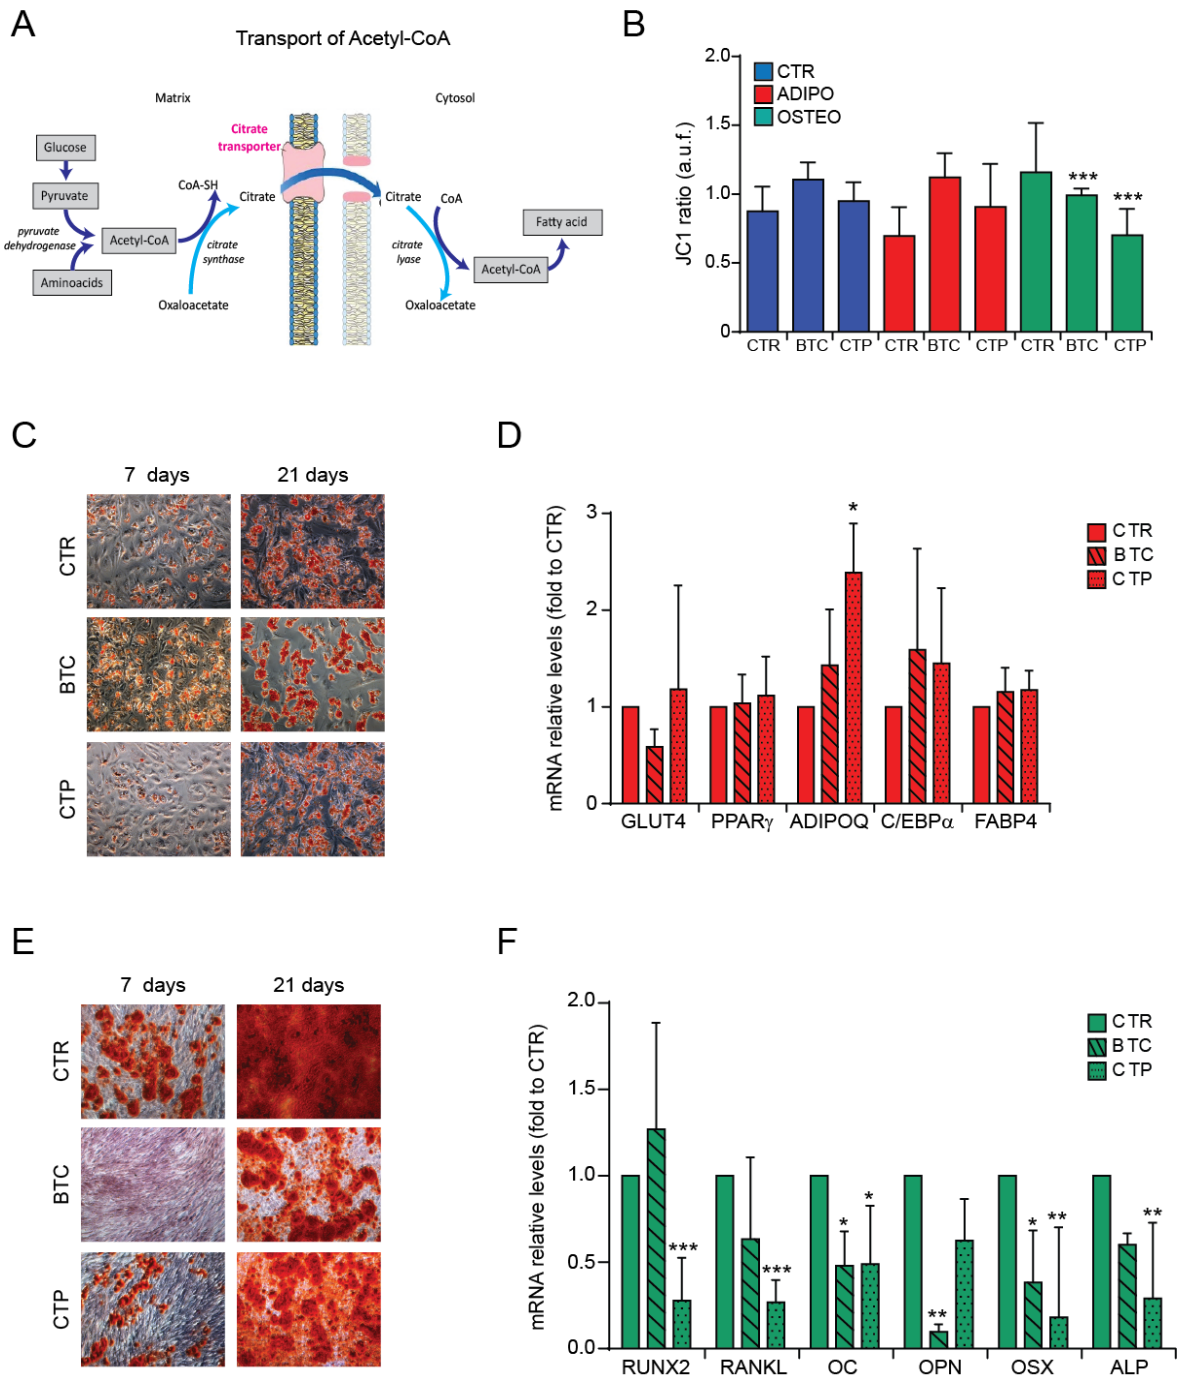 A
Transport of Acetyl-CoA
Matrix
Cytosol
Citrate
transporter
Glucose
Pyruvate
pyruvate
dehydrogenase
Aminoacids
Acetyl-CoA
CoA-SH
Citrate
citrate
synthase
Oxaloacetate
Citrate
CoA
citrate
lyase
Oxaloacetate
Acetyl-CoA
Fatty acid
B
JC1 ratio (a.u.f.)
2.0
1.5
1.0
0.5
0
CTR
ADIPO
OSTEO
***
***
CTR BTC CTP CTR BTC CTP CTR BTC CTP
C
7 days 21 days
CTR
BTC
CTP
D
mRNA relative levels (fold to CTR)
3
2
1
0
*
CTR
BTC
CTP
GLUT4 PPARγ ADIPOQ C/EBPα FABP4
E
7 days 21 days
CTR
BTC
CTP
F
mRNA relative levels (fold to CTR)
2.0
1.5
1.0
0.5
0.0
CTR
BTC
CTP
*** *** * * ** * ** **
RUNX2 RANKL OC OPN OSX ALP